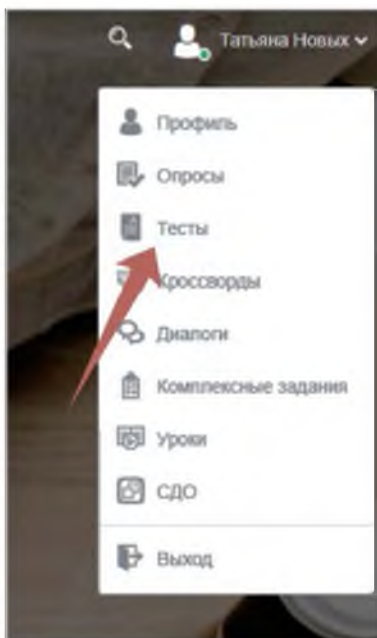 Татьяна Новых
Профиль
Опросы
Тесты
Кроссворды
Диалоги
Комплексные задания
Уроки
СДО
Выход